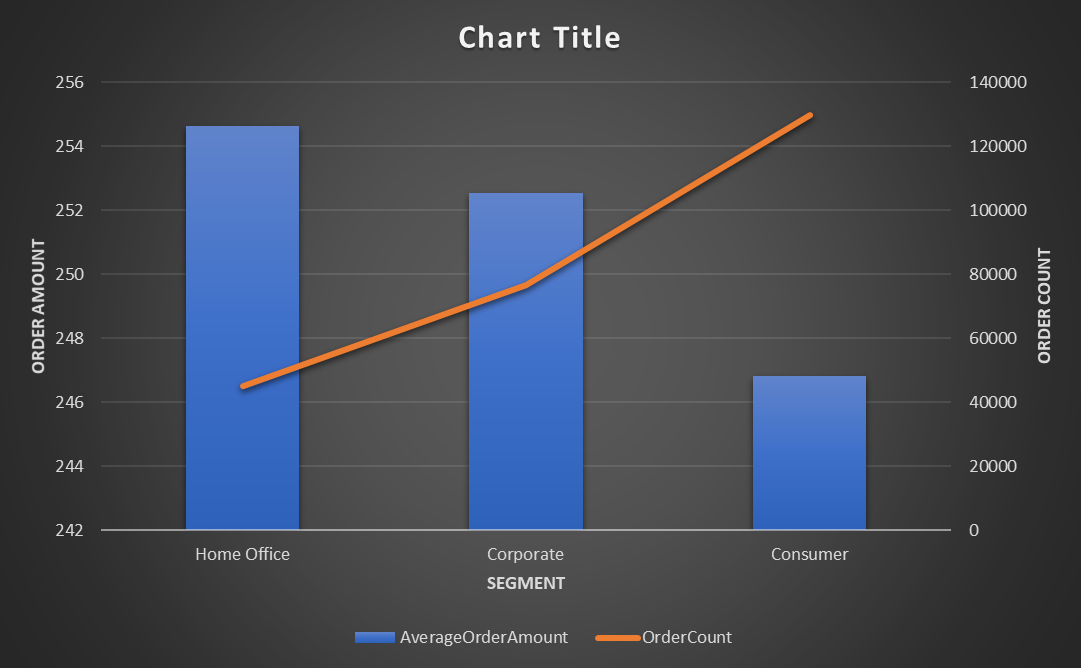 Chart Title
256
254
252
250
248
246
244
242
ORDER AMOUNT
140000
120000
100000
80000
60000
40000
20000
0
ORDER COUNT
Home Office
Corporate
Consumer
SEGMENT
AverageOrderAmount
OrderCount